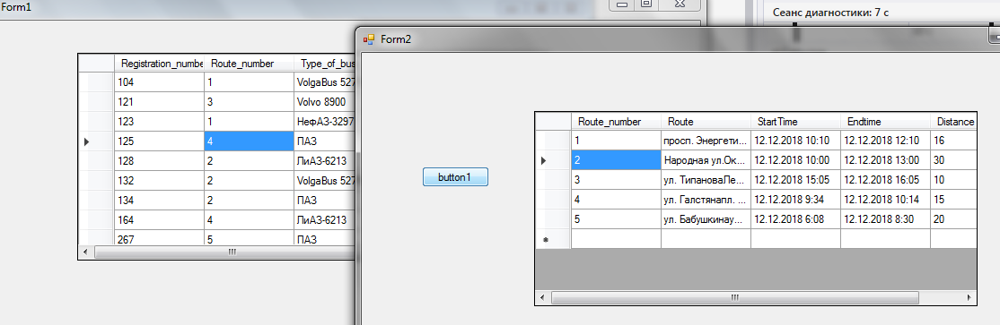 Form1
Сеанс диагностики: 7 с
Form2
Registration_numbe Route_number Type_of_bus
104 1 VolgaBus 527
121 3 Volvo 8900
123 1 НефАЗ-3297
125 4 ПАЗ
128 2 ЛиАЗ-6213
132 2 VolgaBus 527
134 2 ПАЗ
164 4 ЛиАЗ-6213
267 5 ПАЗ
button1
Route_number Route StartTime Endtime Distance
1 просп. Энергети... 12.12.2018 10:10 12.12.2018 12:10 16
2 Народная ул.Ок... 12.12.2018 10:00 12.12.2018 13:00 30
3 ул. ТипановаЛе... 12.12.2018 15:05 12.12.2018 16:05 10
4 ул. Галстянапл. ... 12.12.2018 9:34 12.12.2018 10:14 15
5 ул. Бабушкинау... 12.12.2018 6:08 12.12.2018 8:30 20